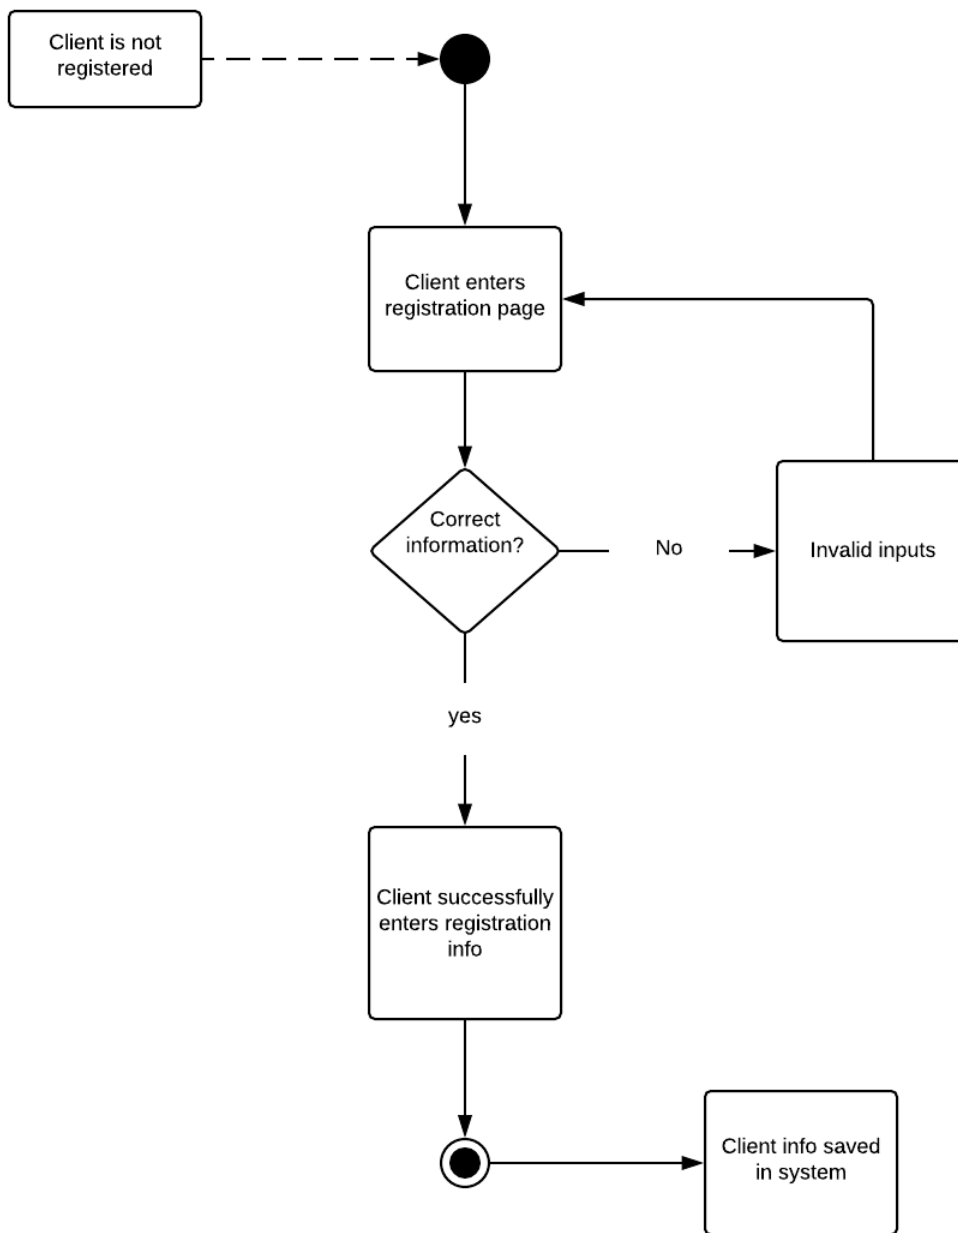 Client is not
registered
Client enters
registration page
Correct
information?
No
Invalid inputs
yes
Client successfully
enters registration
info
Client info saved
in system